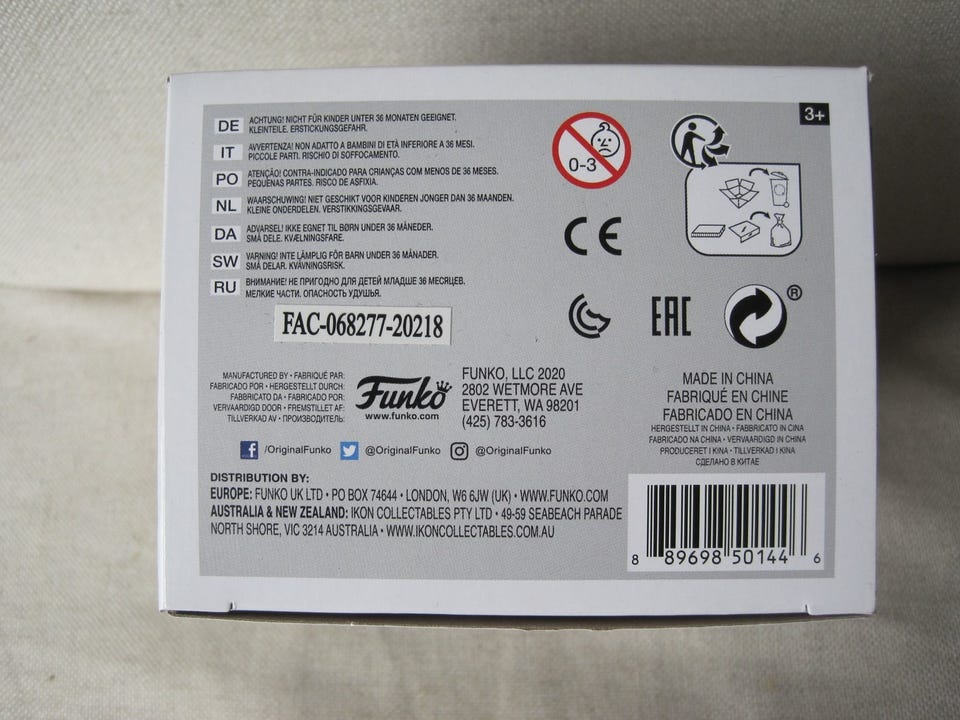 3+
DE ACHTUNG! NICHT FÜR KINDER UNTER 36 MONATEN GEEIGNET.
KLEINTEILE. ERSTICKUNGSGEFAHR.
IT AVVERTENZA! NON ADATTO A BAMBINI DI ETÀ INFERIORE A 36 MESI.
PICCOLE PARTI. RISCHIO DI SOFFOCAMENTO.
PO ATENÇÃO! CONTRA-INDICADO PARA CRIANÇAS COM MENOS DE 36 MESES.
PEQUENAS PARTES. RISCO DE ASFIXIA.
NL WAARSCHUWING! NIET GESCHIKT VOOR KINDEREN JONGER DAN 36 MAANDEN.
KLEINE ONDERDELEN. VERSTIKKINGSGEVAAR.
DA ADVARSEL! IKKE EGNET TIL BØRN UNDER 36 MÅNEDER.
SMÅ DELE. KVÆLNINGSFARE.
SW VARNING! INTE LÄMPLIG FÖR BARN UNDER 36 MÅNADER.
SMÅ DELAR. KVÄVNINGSRISK.
RU ВНИМАНИЕ! НЕ ПРИГОДНО ДЛЯ ДЕТЕЙ МЛАДШЕ 36 МЕСЯЦЕВ.
МЕЛКИЕ ЧАСТИ. ОПАСНОСТЬ УДУШЬЯ.
0-3
CE
EAC
®
FAC-068277-20218
MANUFACTURED BY • FABRIQUÉ PAR:
FABRICADO POR • HERGESTELLT DURCH:
FABRICATO DA • FABRICADO POR:
VERVAARDIGD DOOR • FREMSTILLET AF:
TILLVERKAD AV • ПРОИЗВОДИТЕЛЬ:
Funko
www.funko.com
FUNKO, LLC 2020
2802 WETMORE AVE
EVERETT, WA 98201
(425) 783-3616
MADE IN CHINA
FABRIQUÉ EN CHINE
FABRICADO EN CHINA
HERGESTELLT IN CHINA • FABBRICATO IN CINA
FABRICADO NA CHINA • VERVAARDIGD IN CHINA
PRODUCERET I KINA • TILLVERKAD I KINA
СДЕЛАНО В КИТАЕ
/OriginalFunko @OriginalFunko @OriginalFunko
DISTRIBUTION BY:
EUROPE: FUNKO UK LTD • PO BOX 74644 • LONDON, W6 6JW (UK) • WWW.FUNKO.COM
AUSTRALIA & NEW ZEALAND: IKON COLLECTABLES PTY LTD • 49-59 SEABEACH PARADE
NORTH SHORE, VIC 3214 AUSTRALIA • WWW.IKONCOLLECTABLES.COM.AU
8 89698 50144 6